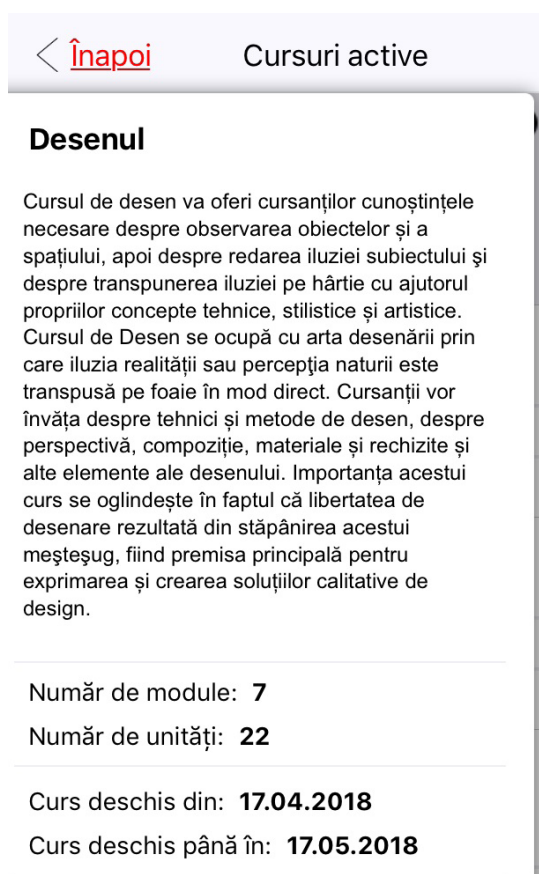 Înapoi
Cursuri active
Desenul
Cursul de desen va oferi cursanților cunoștințele
necesare despre observarea obiectelor și a
spațiului, apoi despre redarea iluziei subiectului şi
despre transpunerea iluziei pe hârtie cu ajutorul
propriilor concepte tehnice, stilistice și artistice.
Cursul de Desen se ocupă cu arta desenării prin
care iluzia realității sau percepţia naturii este
transpusă pe foaie în mod direct. Cursanții vor
învăța despre tehnici și metode de desen, despre
perspectivă, compoziție, materiale și rechizite și
alte elemente ale desenului. Importanța acestui
curs se oglindește în faptul că libertatea de
desenare rezultată din stăpânirea acestui
meşteşug, fiind premisa principală pentru
exprimarea și crearea soluțiilor calitative de
design.
Număr de module: 7
Număr de unități: 22
Curs deschis din: 17.04.2018
Curs deschis până în: 17.05.2018